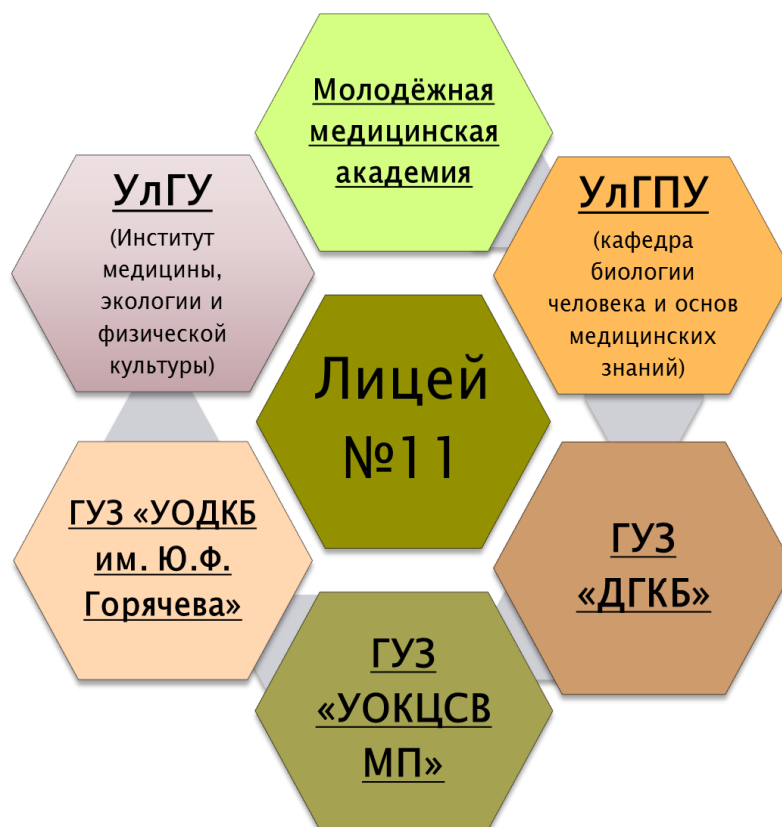 Молодёжная
медицинская
академия
УлГУ
(Институт
медицины,
экологии и
физической
культуры)
УлГПУ
(кафедра
биологии
человека и основ
медицинских
знаний)
Лицей
№11
ГУЗ «УОДКБ
им. Ю.Ф.
Горячева»
ГУЗ
«ДГКБ»
ГУЗ
«УОКЦСВ
МП»